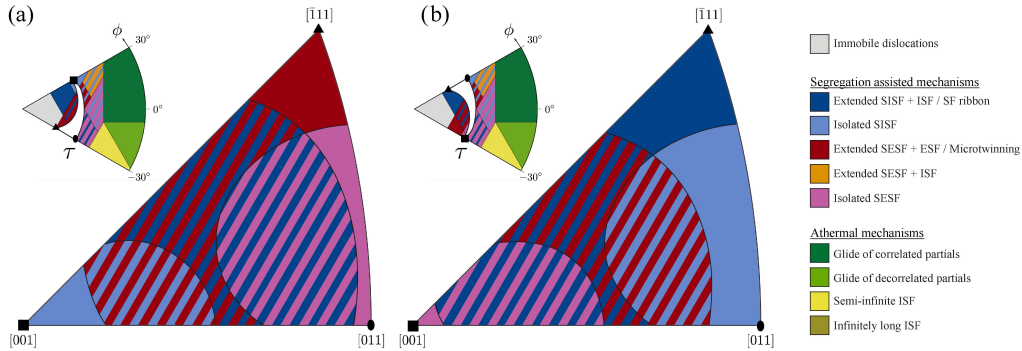 (a)
ϕ
30°
0°
−30°
τ
[1̄11]
[001]
[011]
(b)
ϕ
30°
0°
−30°
τ
[1̄11]
[001]
[011]
Immobile dislocations
Segregation assisted mechanisms
Extended SISF + ISF / SF ribbon
Isolated SISF
Extended SESF + ESF / Microtwinning
Extended SESF + ISF
Isolated SESF
Athermal mechanisms
Glide of correlated partials
Glide of decorrelated partials
Semi-infinite ISF
Infinitely long ISF